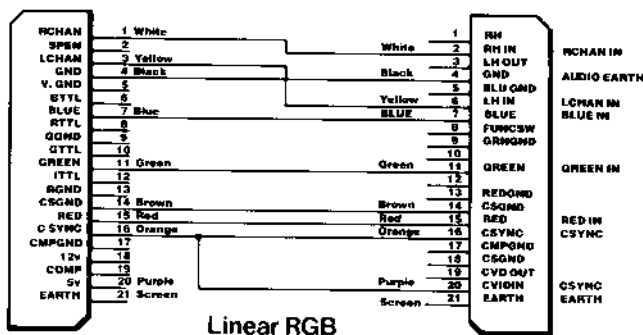 RCHAN 1 White
SPEN 2
LCHAN 3 Yellow
GND 4 Black
V. GND 5
BTTL 6
BLUE 7 Blue
RTTL 8
GGND 9
GTTL 10
GREEN 11 Green
ITTL 12
RGND 13
CSGND 14 Brown
RED 15 Red
C SYNC 16 Orange
CMPGND 17
12v 18
COMP 19
5v 20 Purple
EARTH 21 Screen
1 RH
White 2 RH IN RCHAN IN
3 LH OUT
Black 4 GND AUDIO EARTH
5 BLU GND
Yellow 6 LH IN LCHAN IN
BLUE 7 BLUE BLUE IN
8 FUNCSW
9 GRNGND
10
Green 11 GREEN GREEN IN
12
13 REDGND
Brown 14 CSGND
Red 15 RED RED IN
Orange 16 CSYNC CSYNC
17 CMPGND
18 CSGND
19 CVD OUT
Purple 20 CVIDIN CSYNC
Screen 21 EARTH EARTH
Linear RGB